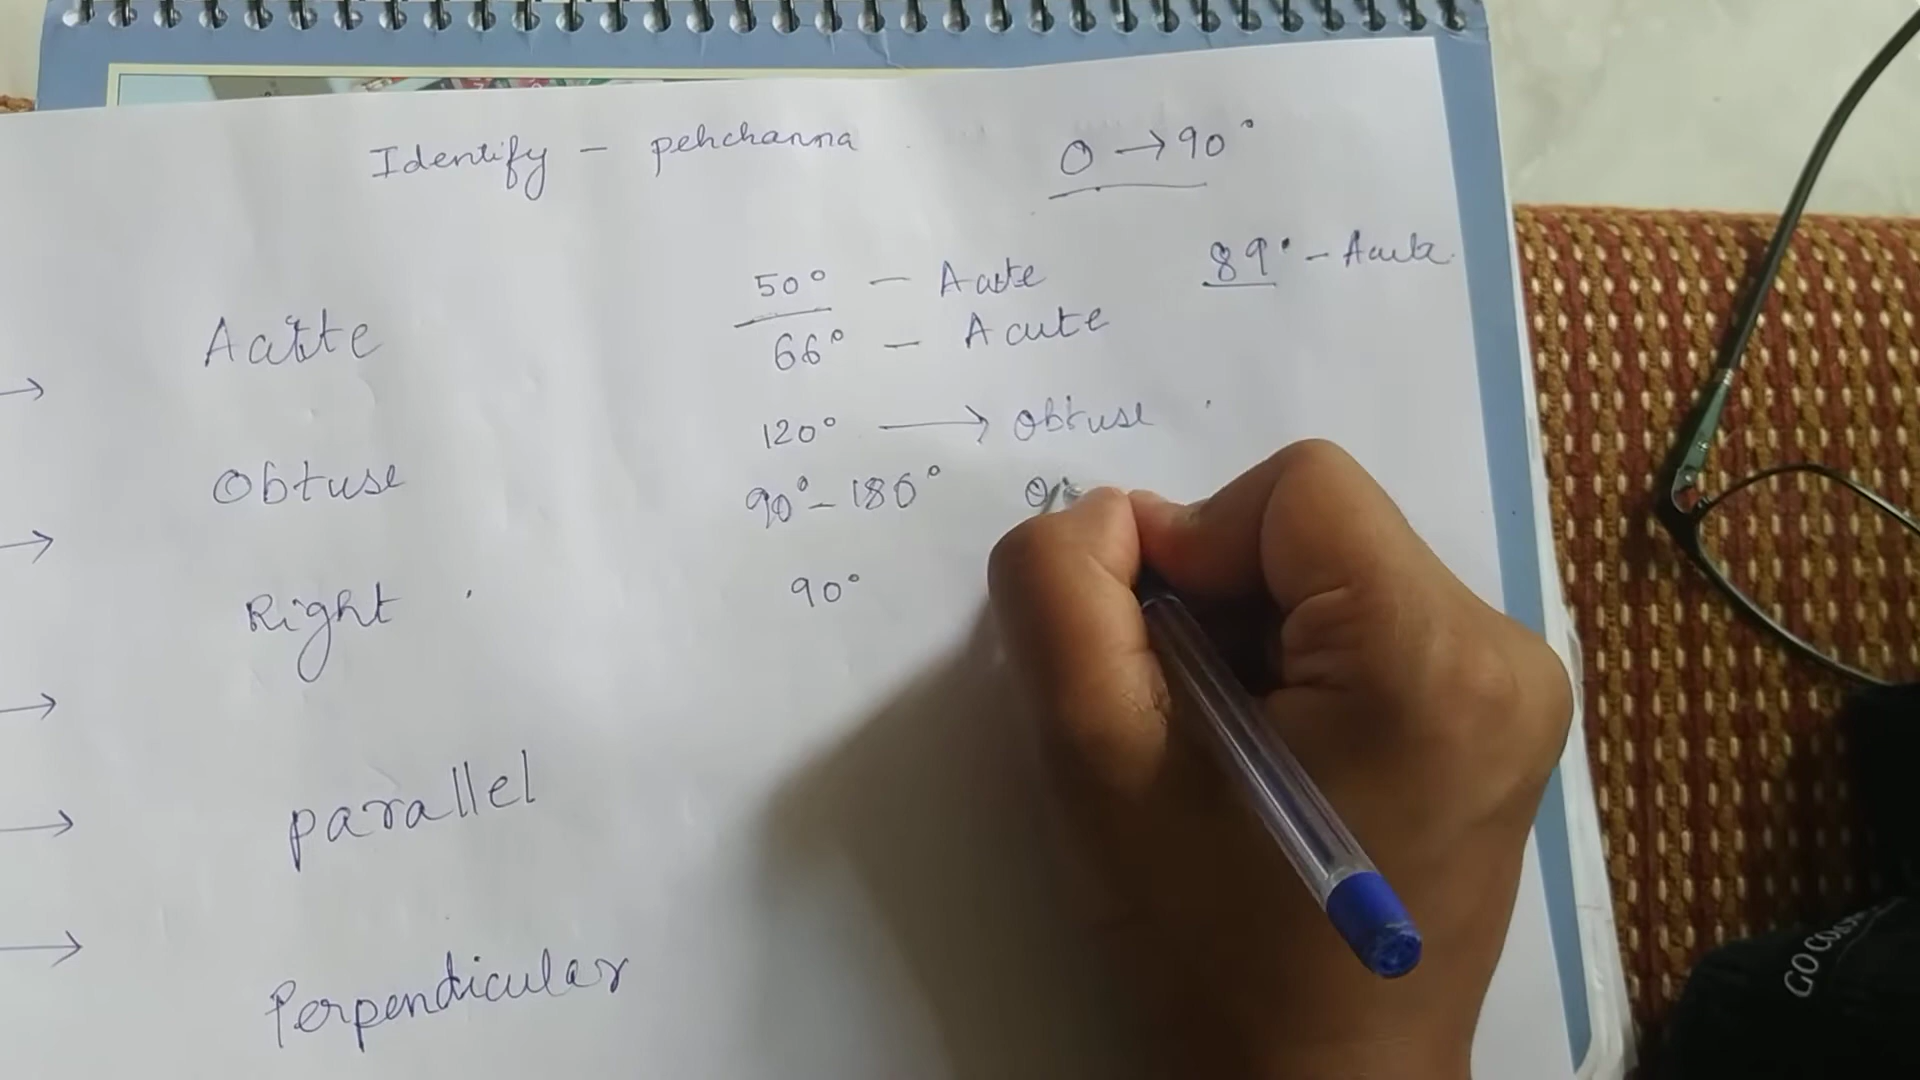 Identify - pehchanna
0 → 90°
50° - Acute
89° - Acute
Acute
66° - Acute
120° → Obtuse
Obtuse
90° - 180°
Right
90°
parallel
Perpendicular